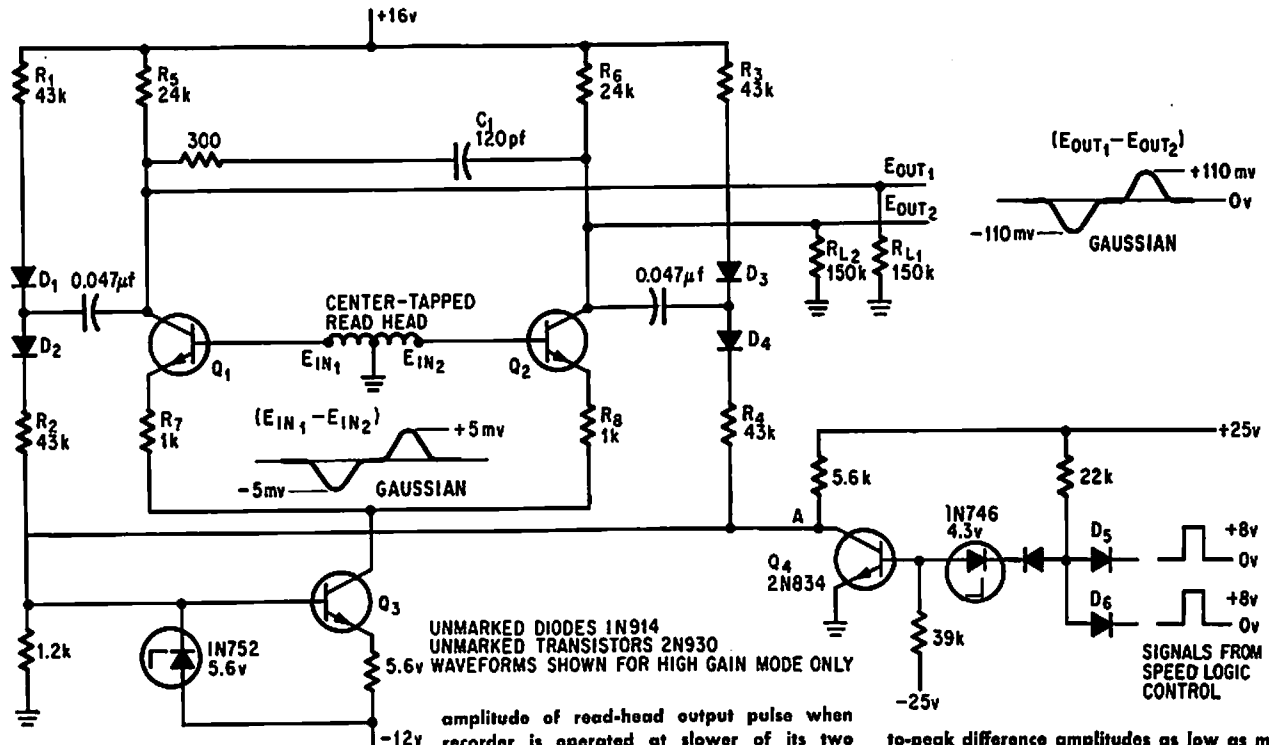 +16v
R1
43k
R5
24k
R6
24k
R3
43k
300
C1
120pf
(EOUT1–EOUT2)
+110mv
0v
–110mv
GAUSSIAN
EOUT1
EOUT2
RL2
150k
RL1
150k
D1
0.047μf
D2
CENTER-TAPPED
READ HEAD
EIN1
EIN2
0.047μf
D3
D4
Q1
Q2
R2
43k
R7
1k
(EIN1–EIN2)
+5mv
–5mv
GAUSSIAN
R8
1k
R4
43k
+25v
5.6k
22k
A
1N746
4.3v
Q4
2N834
D5
+8v
0v
D6
+8v
0v
39k
–25v
SIGNALS FROM
SPEED LOGIC
CONTROL
Q3
1.2k
1N752
5.6v
5.6v
UNMARKED DIODES 1N914
UNMARKED TRANSISTORS 2N930
WAVEFORMS SHOWN FOR HIGH GAIN MODE ONLY
–12v
amplitude of read-head output pulse when
recorder is operated at slower of its two
to-peak difference amplitudes as low as m